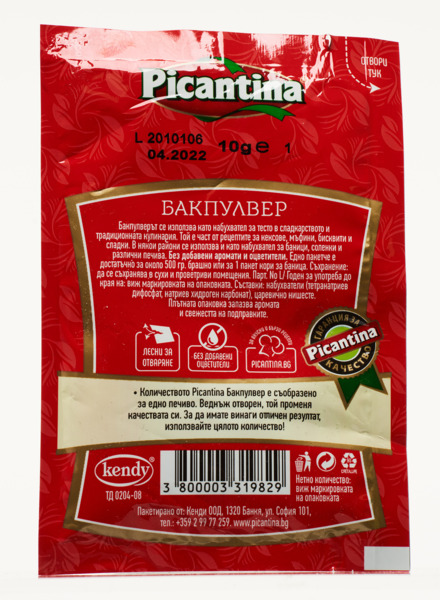 ОТВОРИ
ТУК
Picantina
L 2010106
04.2022
10g e 1
БАКПУЛВЕР
Бакпулверът се използва като набухвател за тесто в сладкарството и
традиционната кулинария. Той е част от рецептите за кексове, мъфини, бисквити и
сладки. В някои райони се използва и като набухвател за баници, соленки и
различни печива. Без добавени аромати и оцветители. Едно пакетче е
достатъчно за около 500 гр. брашно или за 1 пакет кори за баница. Съхранение:
да се съхранява в сухи и проветриви помещения. Парт. No L/ Годен за употреба до
края на: виж маркировката на опаковката. Съставки: набухватели (тетранатриев
дифосфат, натриев хидроген карбонат), царевично нишесте.
Плътната опаковка запазва аромата
и свежестта на подправките.
ЛЕСНИ ЗА
ОТВАРЯНЕ
БЕЗ ДОБАВЕНИ
ОЦВЕТИТЕЛИ
PICANTINA.BG
ГАРАНЦИЯ ЗА
Picantina
КАЧЕСТВО
• Количеството Picantina Бакпулвер е съобразено
за едно печиво. Веднъж отворен, той променя
качествата си. За да имате винаги отличен резултат,
използвайте цялото количество!
kendy
ТД 0204-08
3 800003 319829
Нетно количество:
виж маркировката
на опаковката
Пакетирано от: Кенди ООД, 1320 Банкя, ул. София 101,
тел.: +359 2 99 77 259. www.picantina.bg